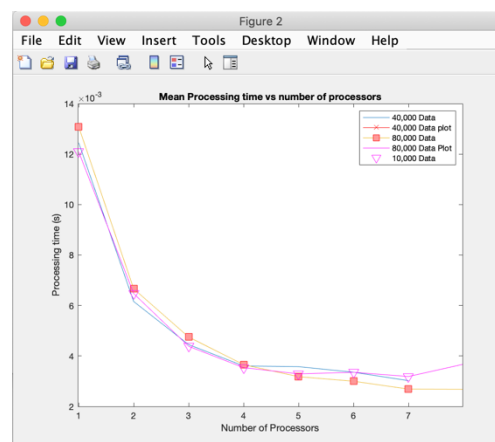 Figure 2
File Edit View Insert Tools Desktop Window Help
×10⁻³
Mean Processing time vs number of processors
14
12
10
8
6
4
2
Processing time (s)
40,000 Data
40,000 Data plot
80,000 Data
80,000 Data Plot
10,000 Data
1 2 3 4 5 6 7
Number of Processors